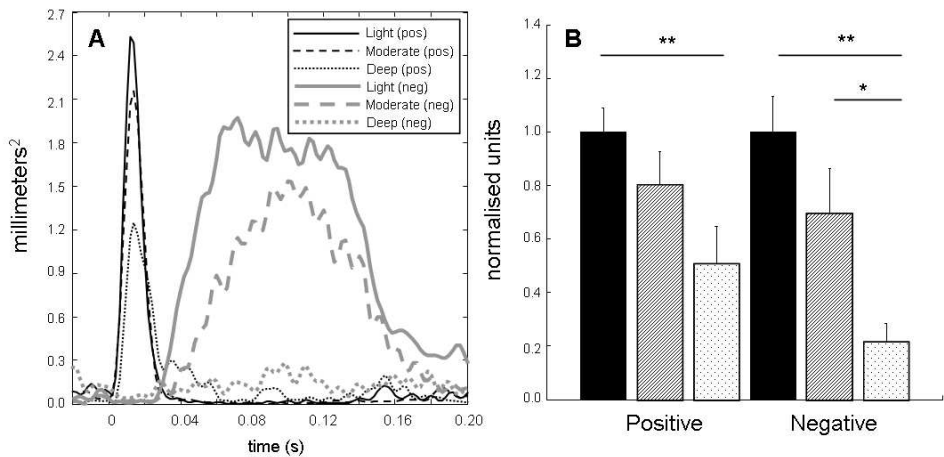 A
2.7
2.4
2.1
1.8
1.5
1.2
0.9
0.6
0.3
0.0
millimeters²
0
0.04
0.08
0.12
0.16
0.20
time (s)
Light (pos)
Moderate (pos)
Deep (pos)
Light (neg)
Moderate (neg)
Deep (neg)
B
1.4
1.2
1.0
0.8
0.6
0.4
0.2
0.0
normalised units
**
**
*
Positive
Negative